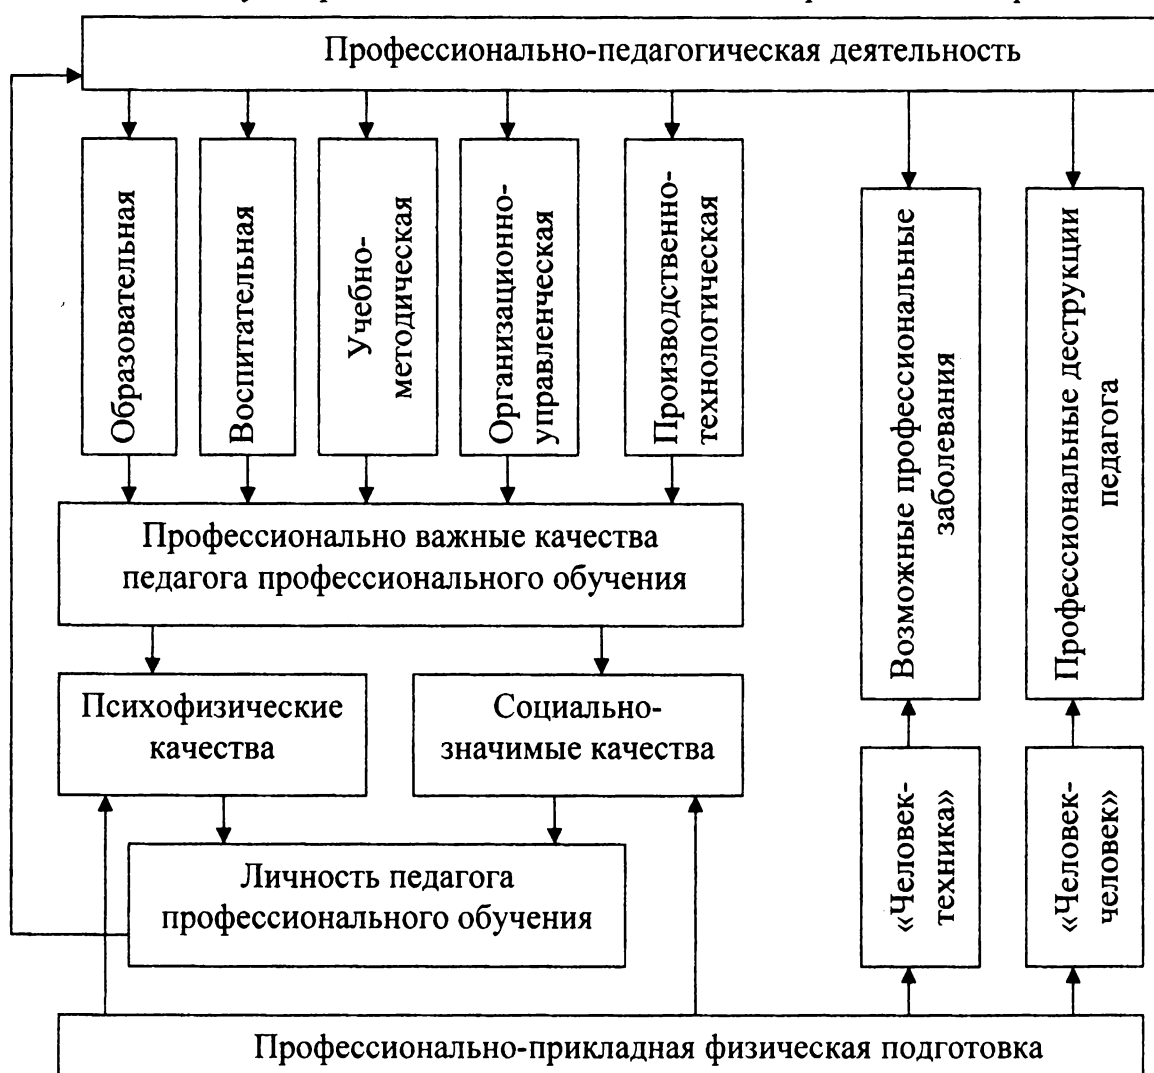 Профессионально-педагогическая деятельность
Образовательная
Воспитательная
Учебно-
методическая
Организационно-
управленческая
Производственно-
технологическая
Возможные профессиональные
заболевания
Профессиональные деструкции
педагога
Профессионально важные качества
педагога профессионального обучения
Психофизические
качества
Социально-
значимые качества
«Человек-
техника»
«Человек-
человек»
Личность педагога
профессионального обучения
Профессионально-прикладная физическая подготовка